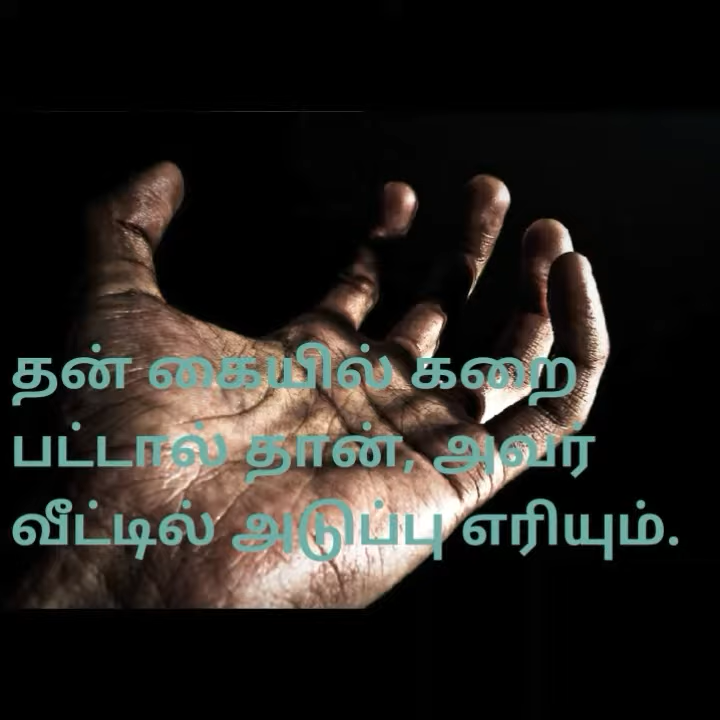 தன் கையில் கறை
பட்டால் தான், அவர்
வீட்டில் அடுப்பு எரியும்.